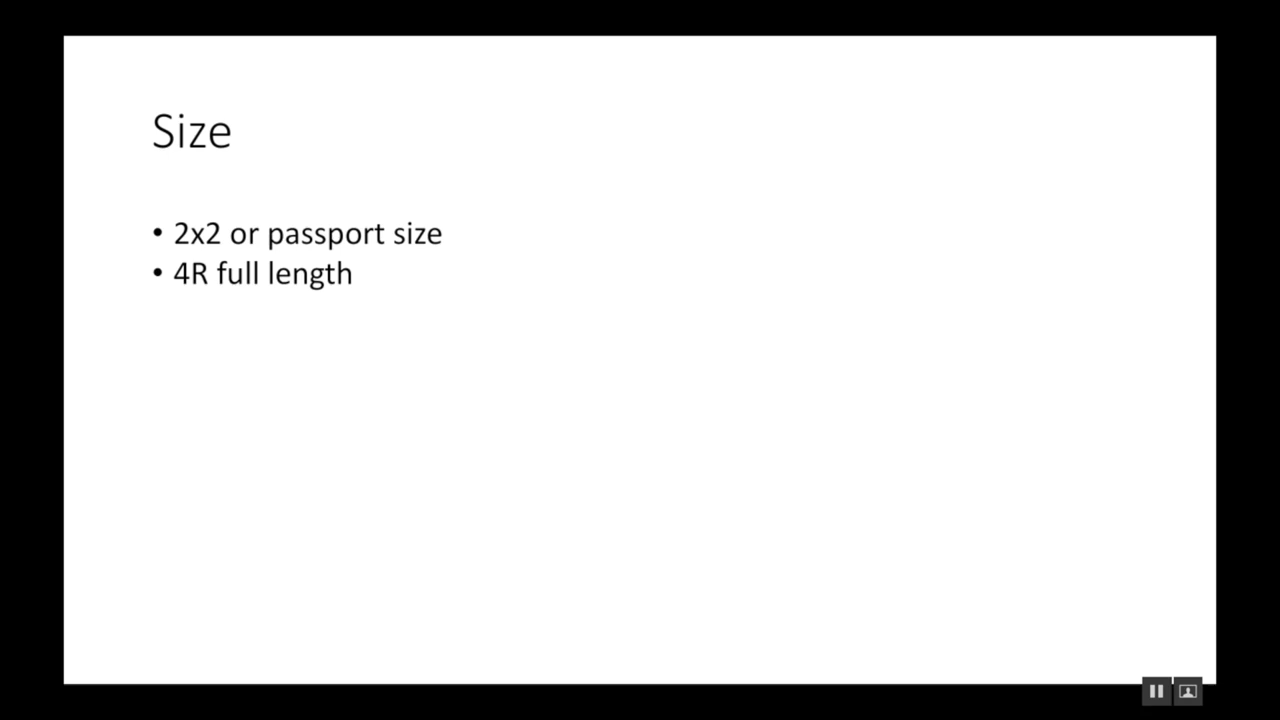 Size
• 2x2 or passport size
• 4R full length